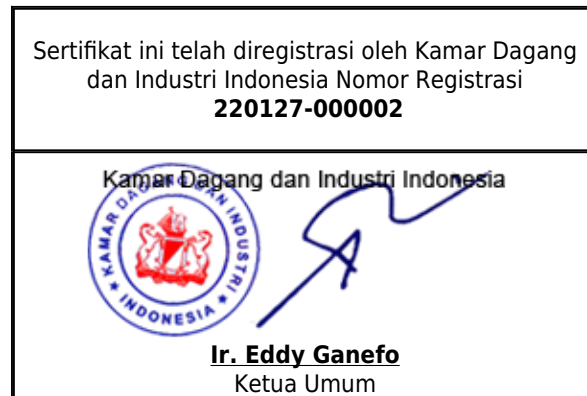 Sertifikat ini telah diregistrasi oleh Kamar Dagang
dan Industri Indonesia Nomor Registrasi
220127-000002
Kamar Dagang dan Industri Indonesia
KAMAR DAGANG DAN INDUSTRI
INDONESIA
Ir. Eddy Ganefo
Ketua Umum